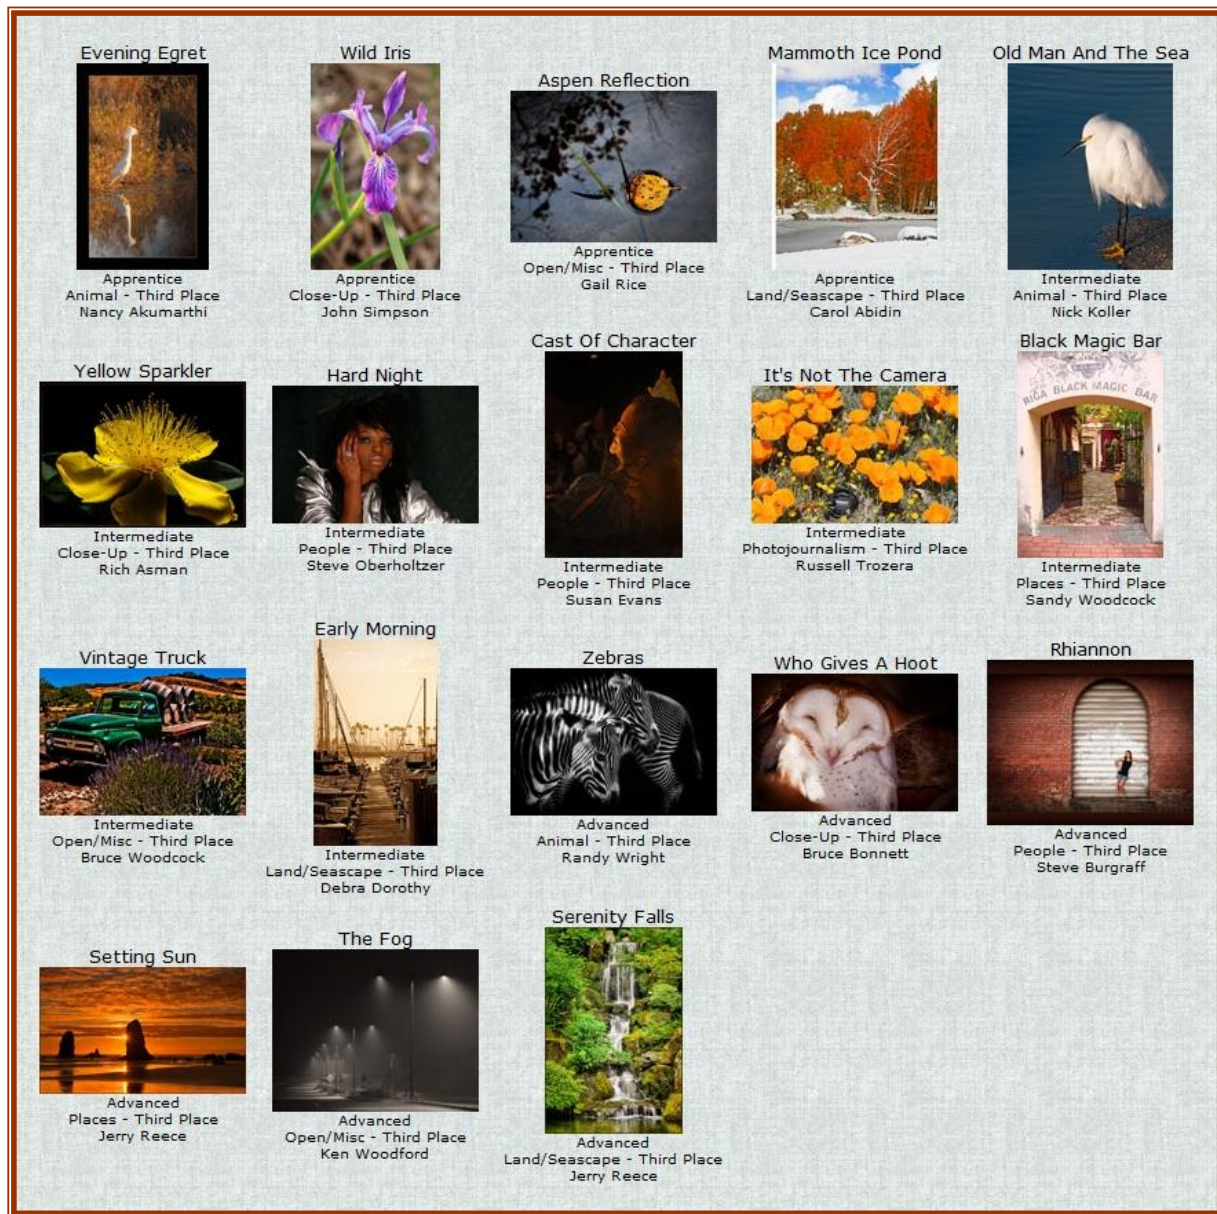 Evening Egret
Apprentice
Animal - Third Place
Nancy Akumarthi
Wild Iris
Apprentice
Close-Up - Third Place
John Simpson
Aspen Reflection
Apprentice
Open/Misc - Third Place
Gail Rice
Mammoth Ice Pond
Apprentice
Land/Seascape - Third Place
Carol Abidin
Old Man And The Sea
Intermediate
Animal - Third Place
Nick Koller
Yellow Sparkler
Intermediate
Close-Up - Third Place
Rich Asman
Hard Night
Intermediate
People - Third Place
Steve Oberholtzer
Cast Of Character
Intermediate
People - Third Place
Susan Evans
It's Not The Camera
Intermediate
Photojournalism - Third Place
Russell Trozera
Black Magic Bar
RIGA BLACK MAGIC BAR
Intermediate
Places - Third Place
Sandy Woodcock
Vintage Truck
Intermediate
Open/Misc - Third Place
Bruce Woodcock
Early Morning
Intermediate
Land/Seascape - Third Place
Debra Dorothy
Zebras
Advanced
Animal - Third Place
Randy Wright
Who Gives A Hoot
Advanced
Close-Up - Third Place
Bruce Bonnett
Rhiannon
Advanced
People - Third Place
Steve Burgraff
Setting Sun
Advanced
Places - Third Place
Jerry Reece
The Fog
Advanced
Open/Misc - Third Place
Ken Woodford
Serenity Falls
Advanced
Land/Seascape - Third Place
Jerry Reece